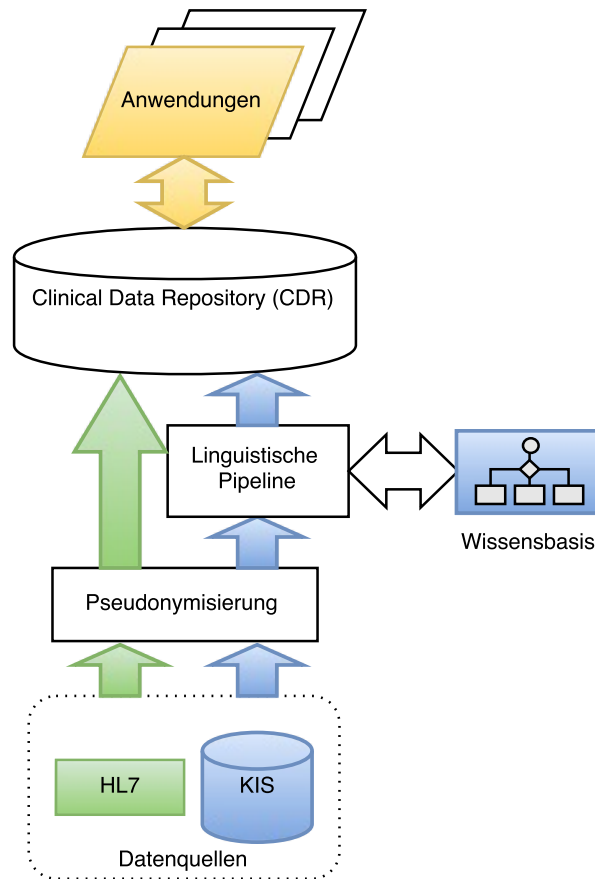 Anwendungen
Clinical Data Repository (CDR)
Linguistische
Pipeline
Wissensbasis
Pseudonymisierung
HL7
KIS
Datenquellen